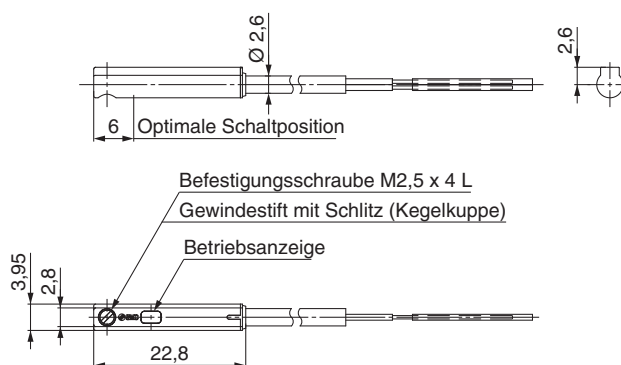 Ø 2,6
2,6
6
Optimale Schaltposition
Befestigungsschraube M2,5 x 4 L
Gewindestift mit Schlitz (Kegelkuppe)
Betriebsanzeige
3,95
2,8
22,8